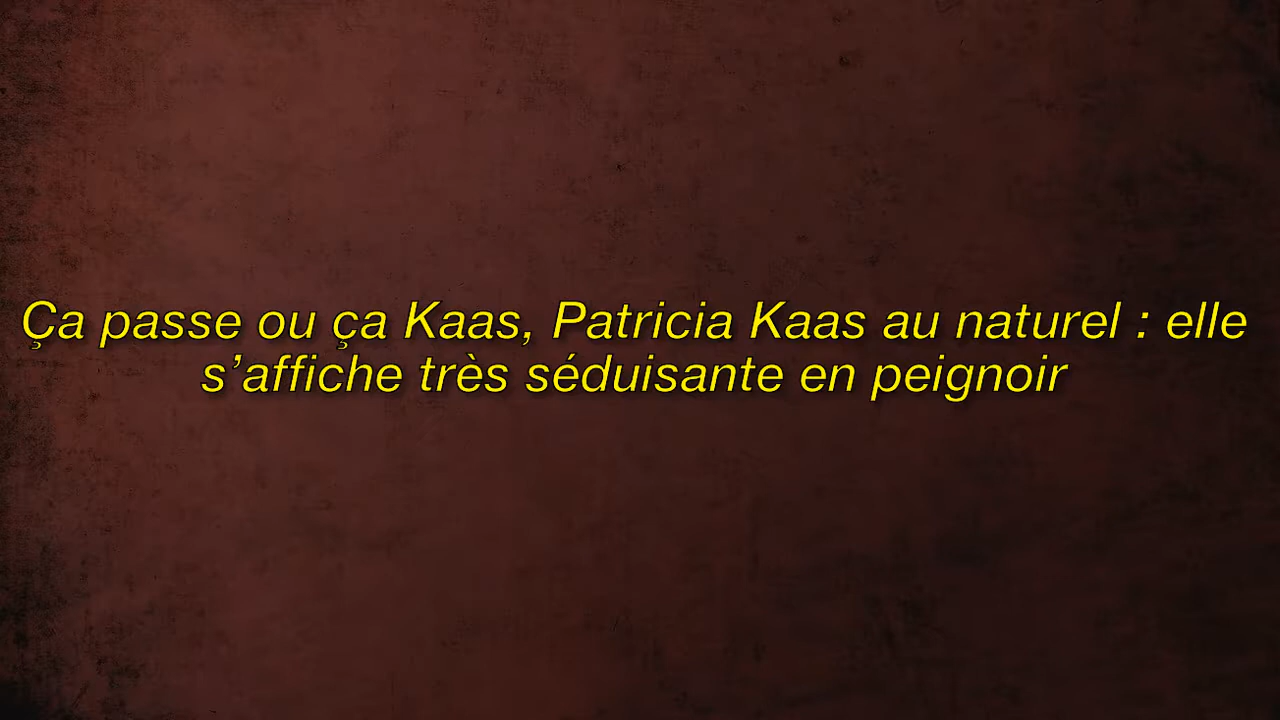 Ça passe ou ça Kaas, Patricia Kaas au naturel : elle
s’affiche très séduisante en peignoir